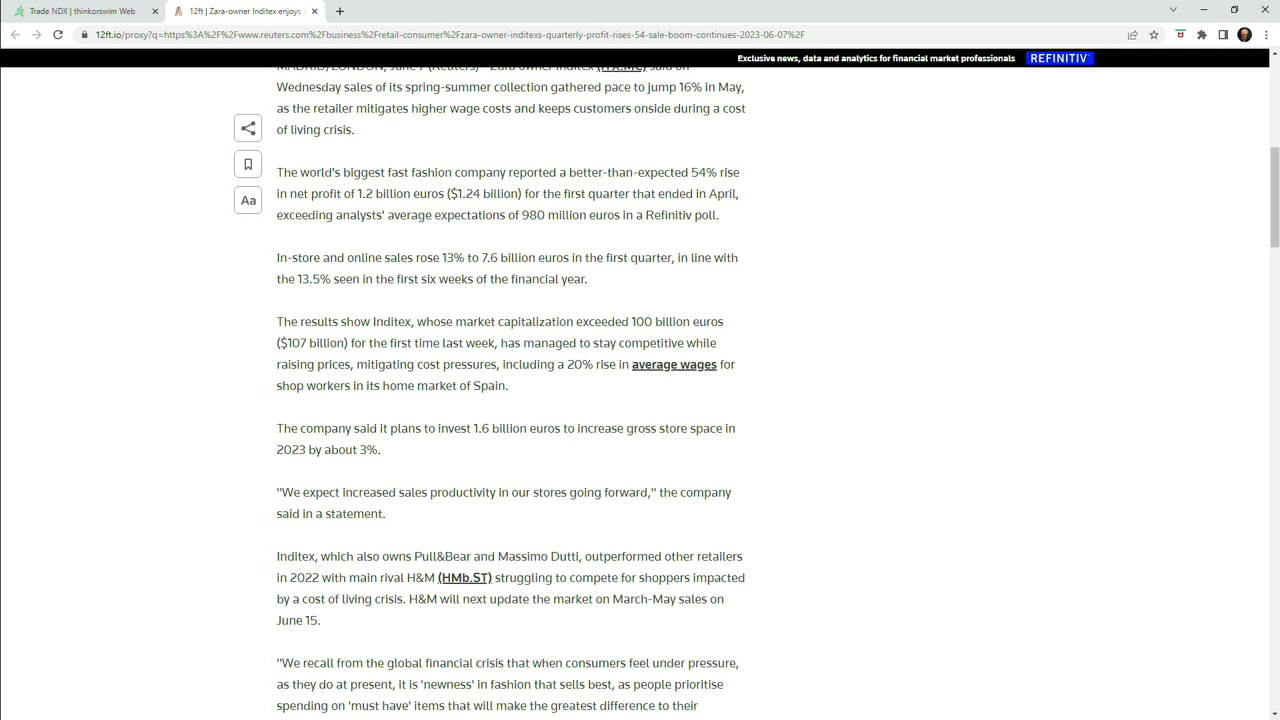 Trade NDX | thinkorswim Web
12ft | Zara-owner Inditex enjoys
12ft.io/proxy?q=https%3A%2F%2Fwww.reuters.com%2Fbusiness%2Fretail-consumer%2Fzara-owner-inditexs-quarterly-profit-rises-54-sale-boom-continues-2023-06-07%2F
Exclusive news, data and analytics for financial market professionals REFINITIV
MADRID/LONDON, June 7 (Reuters) - Zara owner Inditex (ITX.MC) said on
Wednesday sales of its spring-summer collection gathered pace to jump 16% in May,
as the retailer mitigates higher wage costs and keeps customers onside during a cost
of living crisis.
The world's biggest fast fashion company reported a better-than-expected 54% rise
in net profit of 1.2 billion euros ($1.24 billion) for the first quarter that ended in April,
Aa
exceeding analysts' average expectations of 980 million euros in a Refinitiv poll.
In-store and online sales rose 13% to 7.6 billion euros in the first quarter, in line with
the 13.5% seen in the first six weeks of the financial year.
The results show Inditex, whose market capitalization exceeded 100 billion euros
($107 billion) for the first time last week, has managed to stay competitive while
raising prices, mitigating cost pressures, including a 20% rise in average wages for
shop workers in its home market of Spain.
The company said it plans to invest 1.6 billion euros to increase gross store space in
2023 by about 3%.
"We expect increased sales productivity in our stores going forward," the company
said in a statement.
Inditex, which also owns Pull&Bear and Massimo Dutti, outperformed other retailers
in 2022 with main rival H&M (HMb.ST) struggling to compete for shoppers impacted
by a cost of living crisis. H&M will next update the market on March-May sales on
June 15.
"We recall from the global financial crisis that when consumers feel under pressure,
as they do at present, it is 'newness' in fashion that sells best, as people prioritise
spending on 'must have' items that will make the greatest difference to their